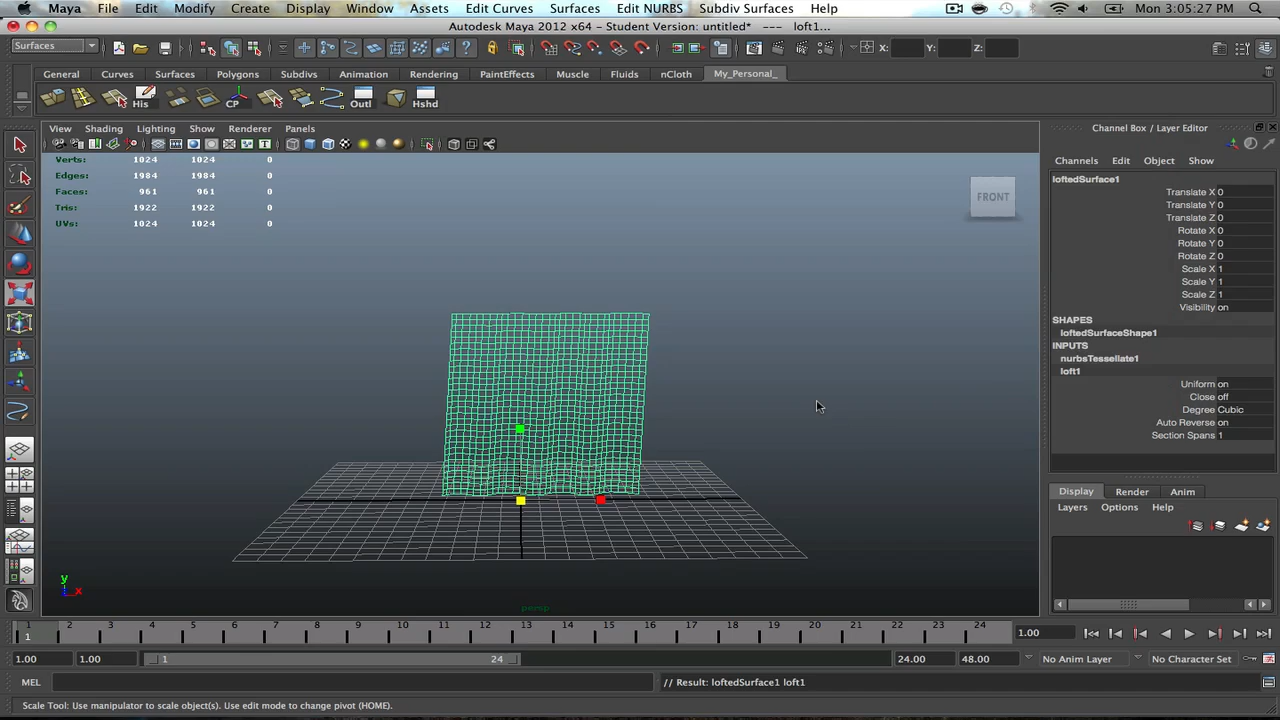 Maya File Edit Modify Create Display Window Assets Edit Curves Surfaces Edit NURBS Subdiv Surfaces Help Mon 3:05:27 PM
Autodesk Maya 2012 x64 - Student Version: untitled* --- loft1...
Surfaces X: Y: Z:
General Curves Surfaces Polygons Subdivs Animation Rendering PaintEffects Muscle Fluids nCloth My_Personal_
His CP Outl Hshd
View Shading Lighting Show Renderer Panels
Channel Box / Layer Editor
Channels Edit Object Show
Verts: 1024 1024 0
Edges: 1984 1984 0
Faces: 961 961 0
Tris: 1922 1922 0
UVs: 1024 1024 0
FRONT
loftedSurface1
Translate X 0
Translate Y 0
Translate Z 0
Rotate X 0
Rotate Y 0
Rotate Z 0
Scale X 1
Scale Y 1
Scale Z 1
Visibility on
SHAPES
loftedSurfaceShape1
INPUTS
nurbsTessellate1
loft1
Uniform on
Close off
Degree Cubic
Auto Reverse on
Section Spans 1
Display Render Anim
Layers Options Help
y
x
persp
1 2 3 4 5 6 7 8 9 10 11 12 13 14 15 16 17 18 19 20 21 22 23 24
1 1.00
1.00 1.00 1 24 24.00 48.00 No Anim Layer No Character Set
MEL // Result: loftedSurface1 loft1
Scale Tool: Use manipulator to scale object(s). Use edit mode to change pivot (HOME).